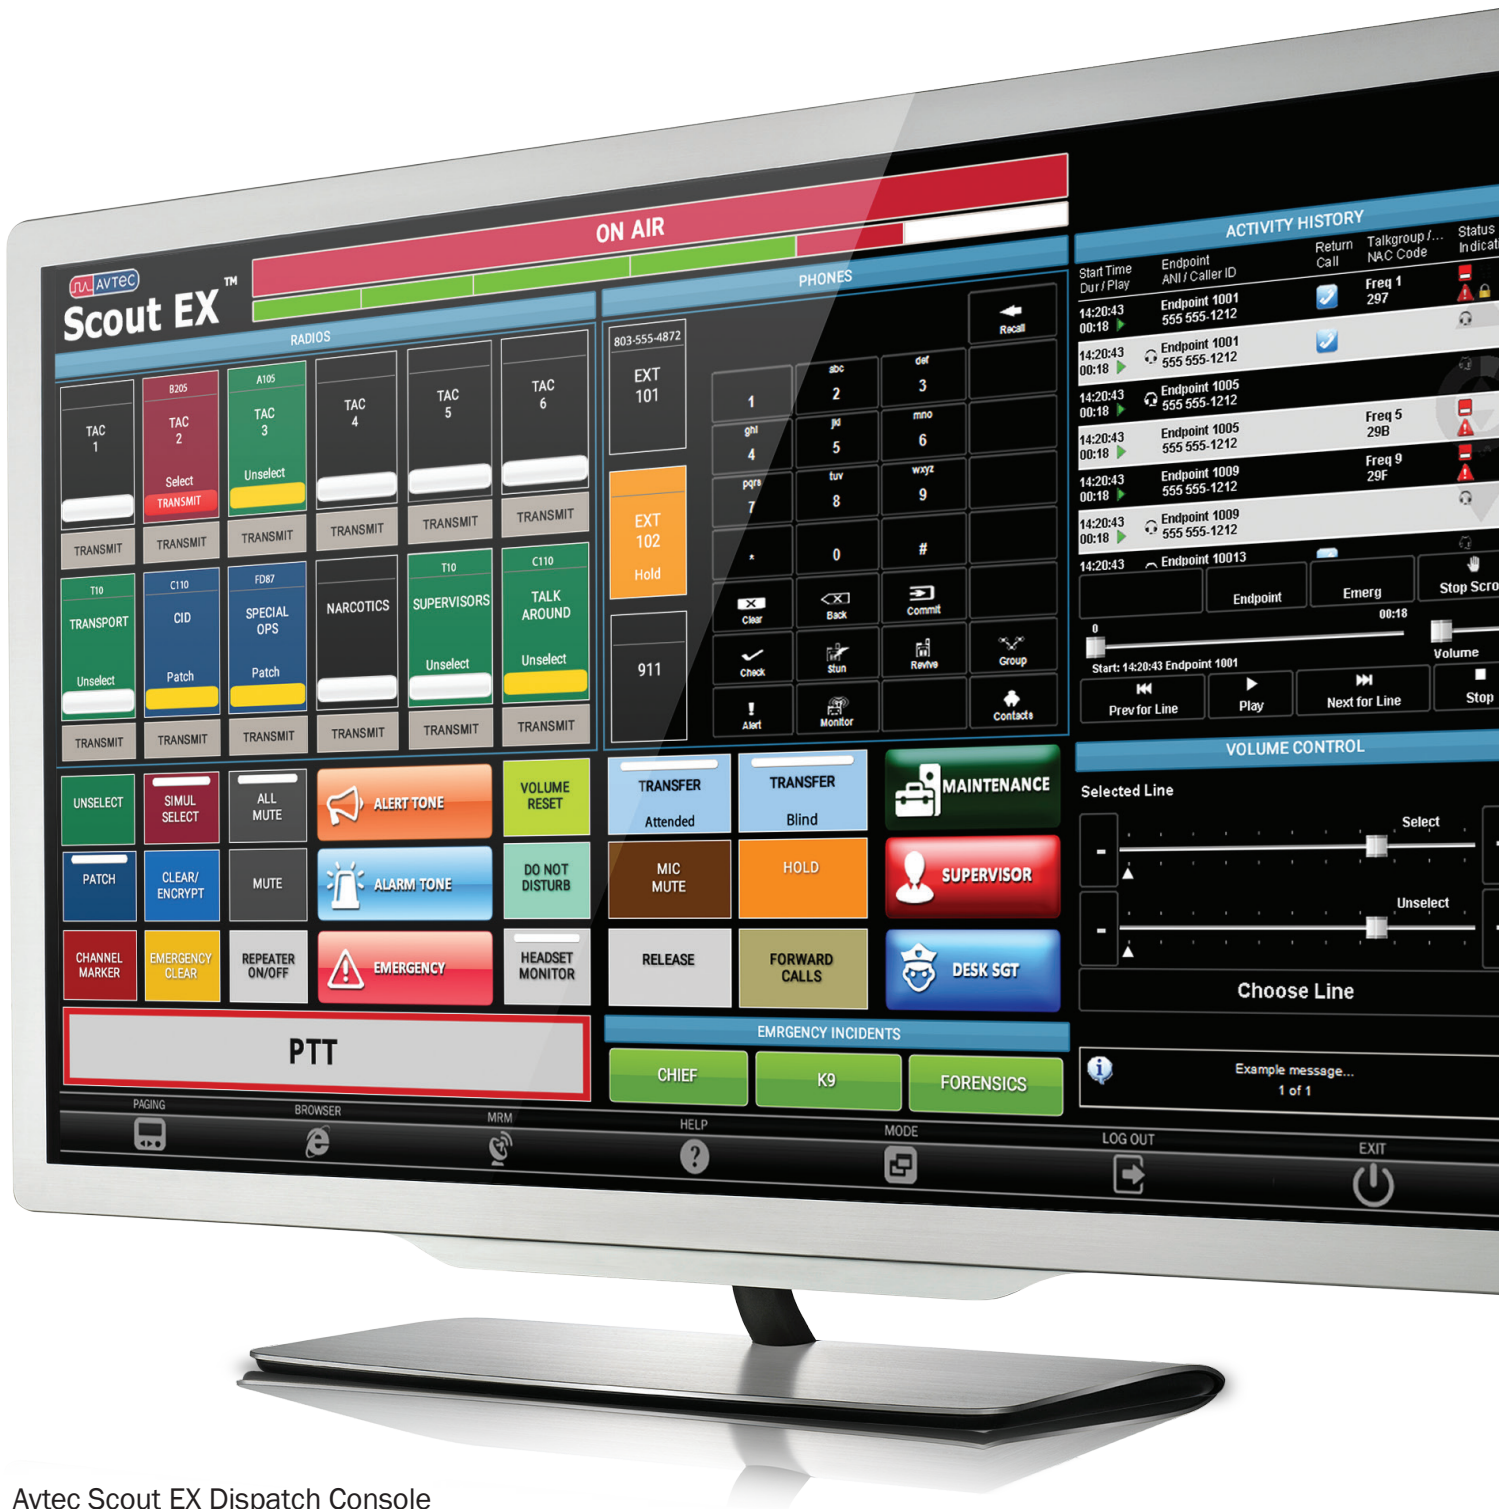 ON AIR
AVTEC
Scout EX™
RADIOS
TAC
1
TRANSMIT
B205
TAC
2
Select
TRANSMIT
TRANSMIT
A105
TAC
3
Unselect
TRANSMIT
TAC
4
TRANSMIT
TAC
5
TRANSMIT
TAC
6
TRANSMIT
T10
TRANSPORT
Unselect
TRANSMIT
C110
CID
Patch
TRANSMIT
FD87
SPECIAL
OPS
Patch
TRANSMIT
NARCOTICS
TRANSMIT
T10
SUPERVISORS
Unselect
TRANSMIT
C110
TALK
AROUND
Unselect
TRANSMIT
UNSELECT
SIMUL
SELECT
ALL
MUTE
ALERT TONE
VOLUME
RESET
PATCH
CLEAR/
ENCRYPT
MUTE
ALARM TONE
DO NOT
DISTURB
CHANNEL
MARKER
EMERGENCY
CLEAR
REPEATER
ON/OFF
EMERGENCY
HEADSET
MONITOR
PTT
PHONES
803-555-4872
EXT
101
EXT
102
Hold
911
Recall
1
abc
2
def
3
ghi
4
jkl
5
mno
6
pqrs
7
tuv
8
wxyz
9
*
0
#
Clear
Back
Commit
Check
Stun
Revive
Group
Alert
Monitor
Contacts
TRANSFER
Attended
TRANSFER
Blind
MAINTENANCE
MIC
MUTE
HOLD
SUPERVISOR
RELEASE
FORWARD
CALLS
DESK SGT
EMRGENCY INCIDENTS
CHIEF
K9
FORENSICS
ACTIVITY HISTORY
Start Time
Dur / Play
Endpoint
ANI / Caller ID
Return
Call
Talkgroup /...
NAC Code
Status
Indicat
14:20:43
00:18
Endpoint 1001
555 555-1212
Freq 1
297
14:20:43
00:18
Endpoint 1001
555 555-1212
14:20:43
00:18
Endpoint 1005
555 555-1212
14:20:43
00:18
Endpoint 1005
555 555-1212
Freq 5
29B
14:20:43
00:18
Endpoint 1009
555 555-1212
Freq 9
29F
14:20:43
00:18
Endpoint 1009
555 555-1212
14:20:43
Endpoint 10013
Endpoint
Emerg
Stop Scro
0
00:18
Start: 14:20:43 Endpoint 1001
Volume
Prev for Line
Play
Next for Line
Stop
VOLUME CONTROL
Selected Line
Select
-
Unselect
-
Choose Line
Example message...
1 of 1
PAGING
BROWSER
MRM
HELP
MODE
LOG OUT
EXIT
Avtec Scout EX Dispatch Console